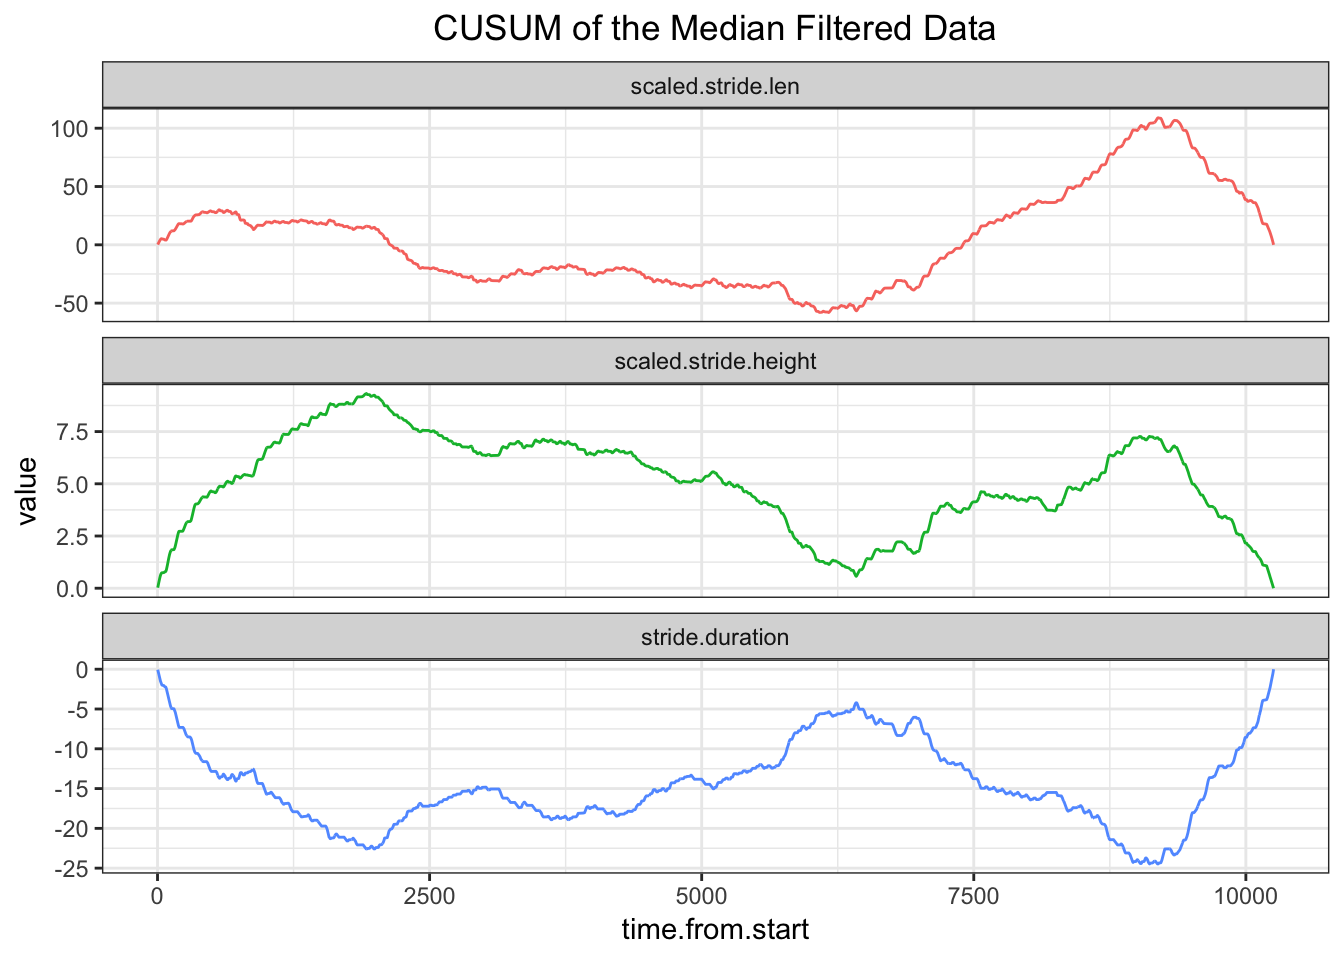 CUSUM of the Median Filtered Data
scaled.stride.len
100
50
0
-50
scaled.stride.height
7.5
5.0
2.5
0.0
value
stride.duration
0
-5
-10
-15
-20
-25
0 2500 5000 7500 10000
time.from.start